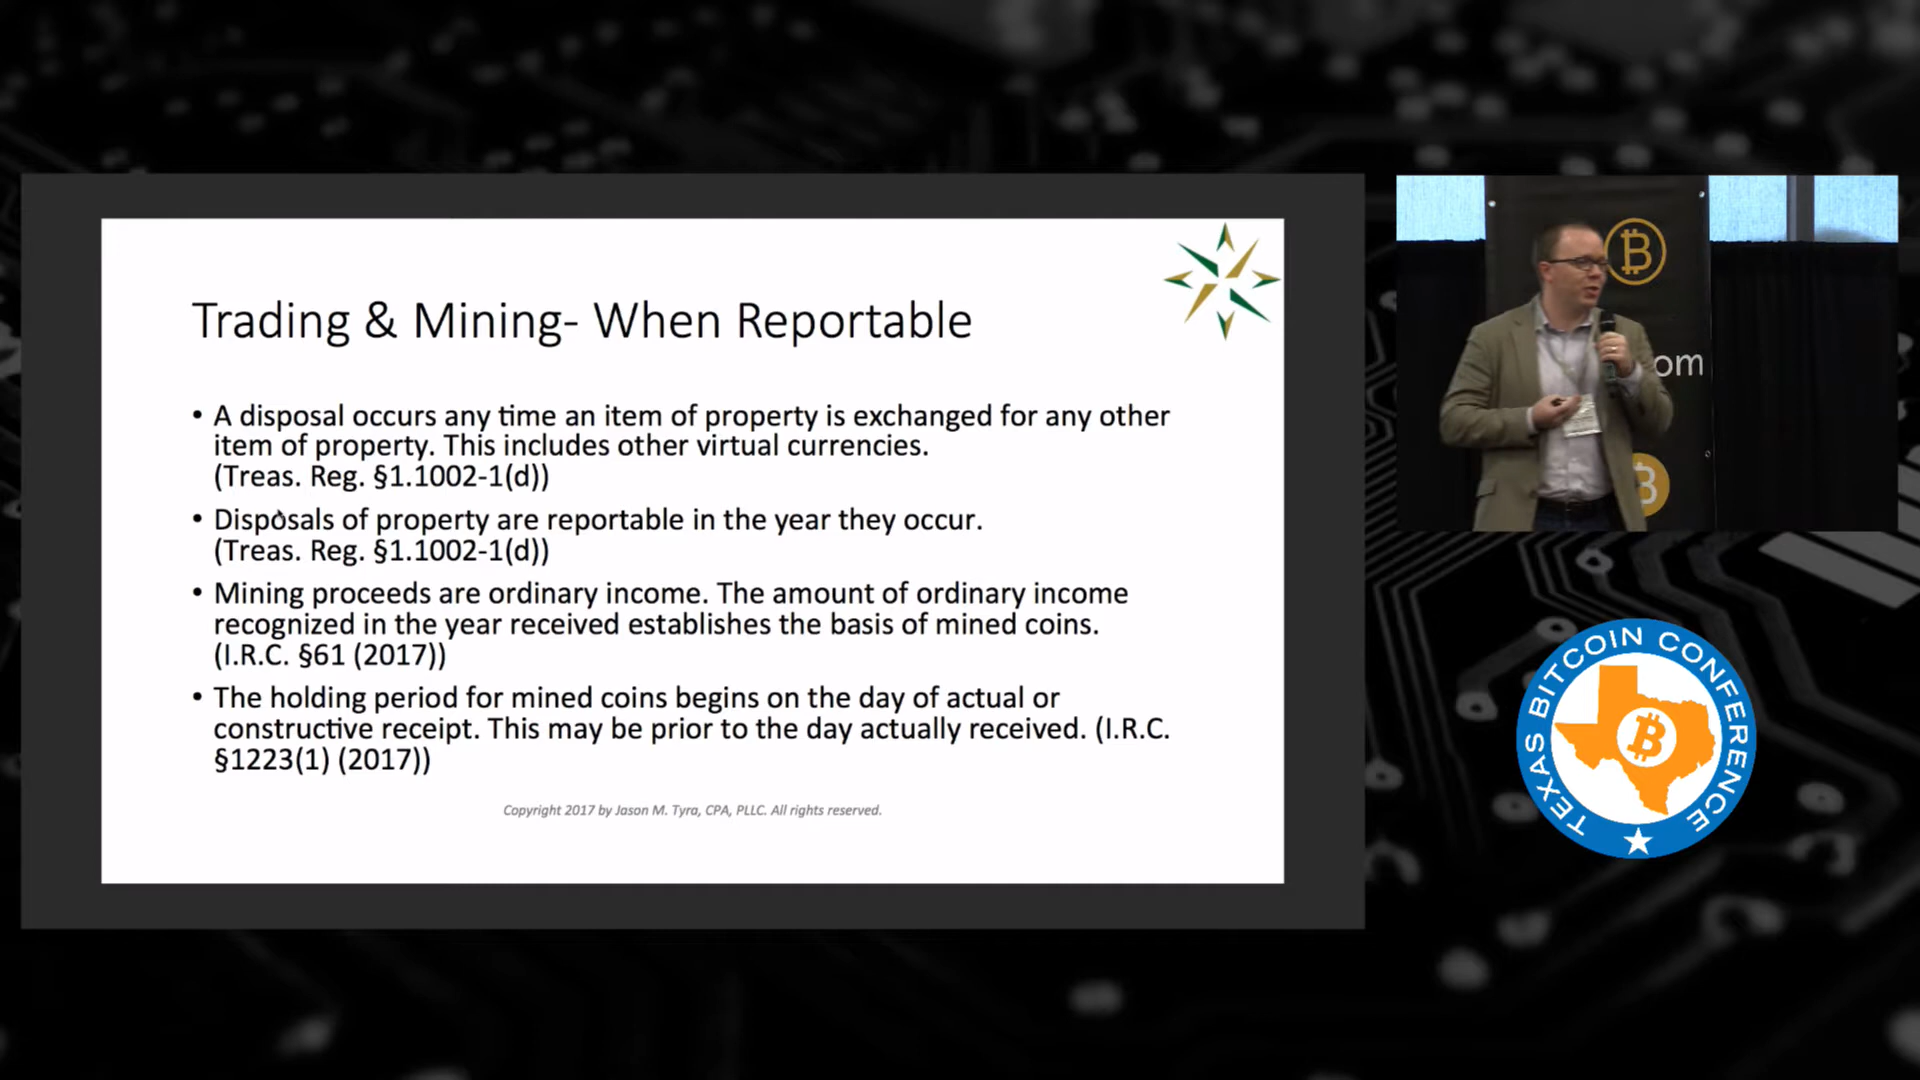 Trading & Mining- When Reportable
• A disposal occurs any time an item of property is exchanged for any other
item of property. This includes other virtual currencies.
(Treas. Reg. §1.1002-1(d))
• Disposals of property are reportable in the year they occur.
(Treas. Reg. §1.1002-1(d))
• Mining proceeds are ordinary income. The amount of ordinary income
recognized in the year received establishes the basis of mined coins.
(I.R.C. §61 (2017))
• The holding period for mined coins begins on the day of actual or
constructive receipt. This may be prior to the day actually received. (I.R.C.
§1223(1) (2017))
Copyright 2017 by Jason M. Tyra, CPA, PLLC. All rights reserved.
om
TEXAS BITCOIN CONFERENCE